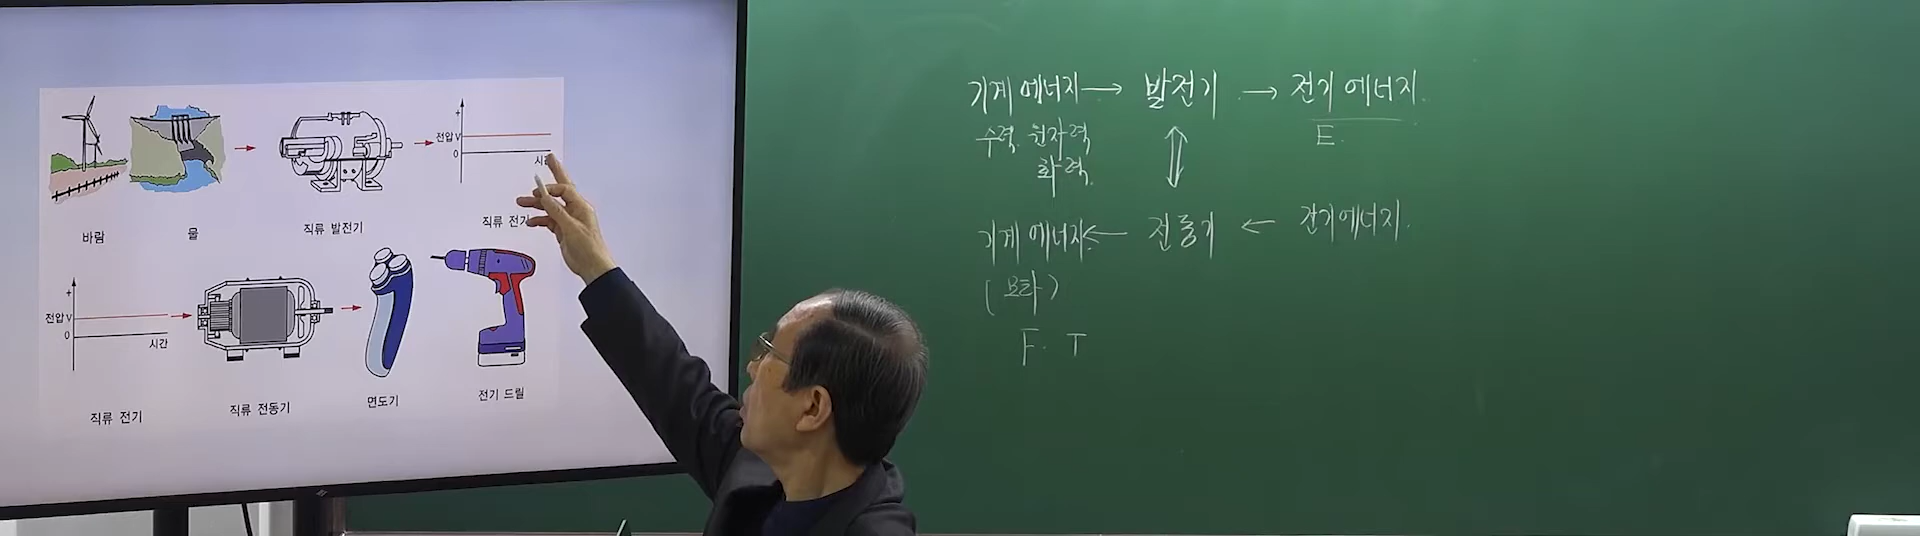 전압 V
+
0
시간
바람
물
직류 발전기
직류 전기
+
전압 V
0
시간
직류 전기
직류 전동기
면도기
전기 드릴
기계 에너지 → 발전기 → 전기 에너지
수력. 원자력
화력.
E.
기계 에너지 ← 전동기 ← 전기에너지.
F. T